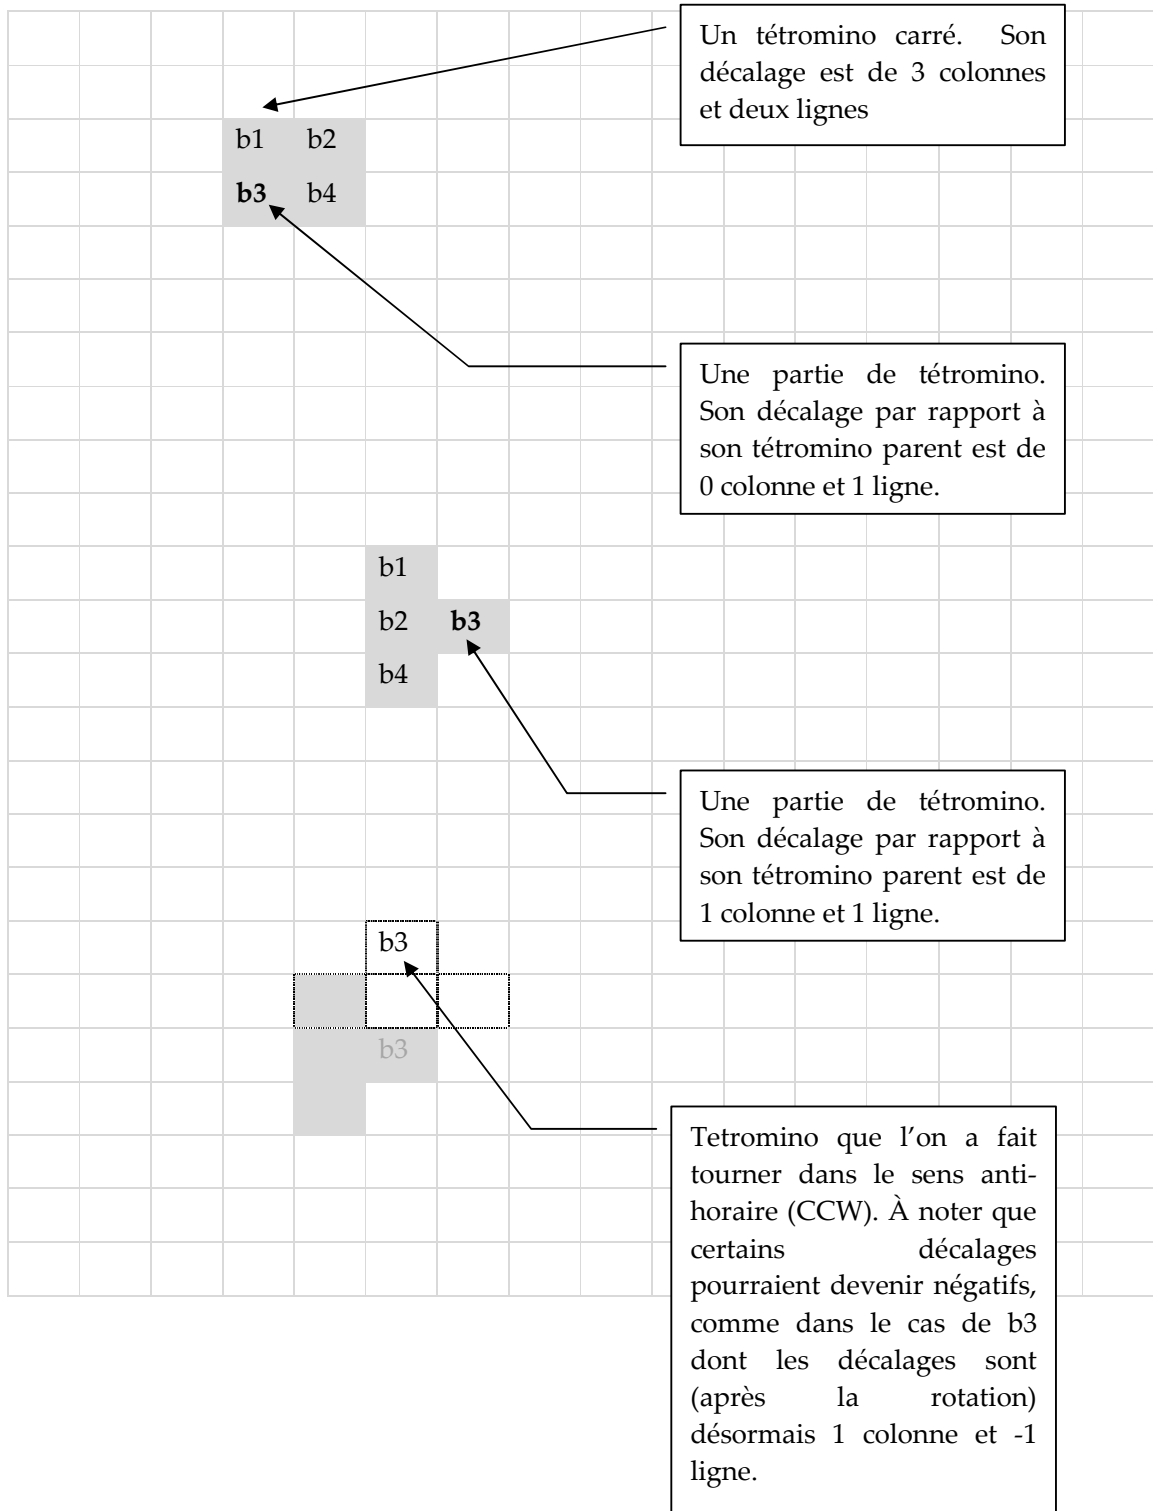 Un tétromino carré. Son
décalage est de 3 colonnes
et deux lignes
b1 b2
b3 b4
Une partie de tétromino.
Son décalage par rapport à
son tétromino parent est de
0 colonne et 1 ligne.
b1
b2 b3
b4
Une partie de tétromino.
Son décalage par rapport à
son tétromino parent est de
1 colonne et 1 ligne.
b3
b3
Tetromino que l’on a fait
tourner dans le sens anti-
horaire (CCW). À noter que
certains décalages
pourraient devenir négatifs,
comme dans le cas de b3
dont les décalages sont
(après la rotation)
désormais 1 colonne et -1
ligne.